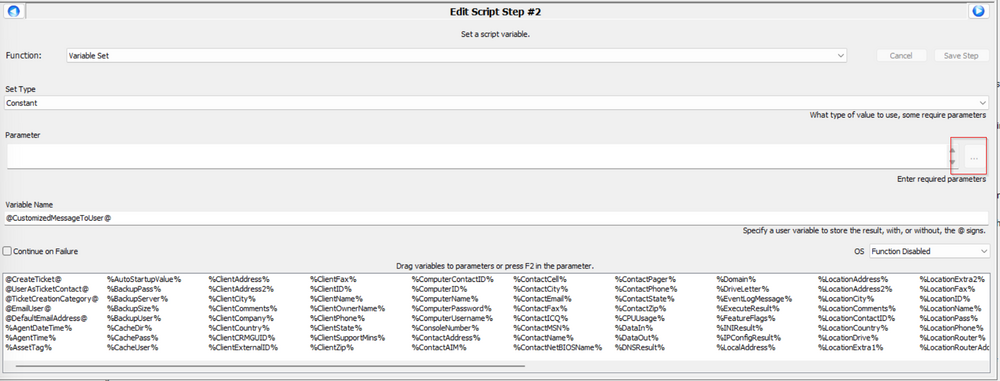 Edit Script Step #2
Set a script variable.
Function: Variable Set Cancel Save Step
Set Type
Constant
What type of value to use, some require parameters
Parameter
...
Enter required parameters
Variable Name
@CustomizedMessageToUser@
Specify a user variable to store the result, with, or without, the @ signs.
Continue on Failure OS Function Disabled
Drag variables to parameters or press F2 in the parameter.
@CreateTicket@ %AutoStartupValue% %ClientAddress% %ClientFax% %ComputerContactID% %ContactCell% %ContactPager% %Domain% %LocationAddress% %LocationExtra2%
@UserAsTicketContact@ %BackupPass% %ClientAddress2% %ClientID% %ComputerID% %ContactCity% %ContactPhone% %DriveLetter% %LocationAddress2% %LocationFax%
@TicketCreationCategory@ %BackupServer% %ClientCity% %ClientName% %ComputerName% %ContactEmail% %ContactState% %EventLogMessage% %LocationCity% %LocationID%
@EmailUser@ %BackupSize% %ClientComments% %ClientOwnerName% %ComputerPassword% %ContactFax% %ContactZip% %ExecuteResult% %LocationComments% %LocationName%
@DefaultEmailAddress@ %BackupUser% %ClientCompany% %ClientPhone% %ComputerUsername% %ContactICQ% %CPUUsage% %FeatureFlags% %LocationContactID% %LocationPass%
%AgentDateTime% %CacheDir% %ClientCountry% %ClientState% %ConsoleNumber% %ContactMSN% %DataIn% %INIResult% %LocationCountry% %LocationPhone%
%AgentTime% %CachePass% %ClientCRMGUID% %ClientSupportMins% %ContactAddress% %ContactName% %DataOut% %IPConfigResult% %LocationDrive% %LocationRouter%
%AssetTag% %CacheUser% %ClientExternalID% %ClientZip% %ContactAIM% %ContactNetBIOSName% %DNSResult% %LocalAddress% %LocationExtra1% %LocationRouterAdd